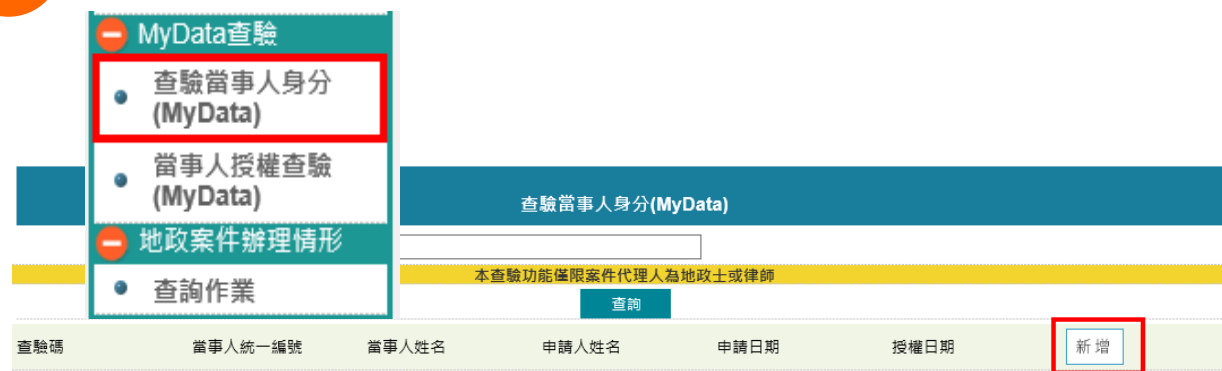 MyData查驗
查驗當事人身分
(MyData)
當事人授權查驗
(MyData)
地政案件辦理情形
查詢作業
查驗當事人身分(MyData)
本查驗功能僅限案件代理人為地政士或律師
查詢
查驗碼 當事人統一編號 當事人姓名 申請人姓名 申請日期 授權日期 新增